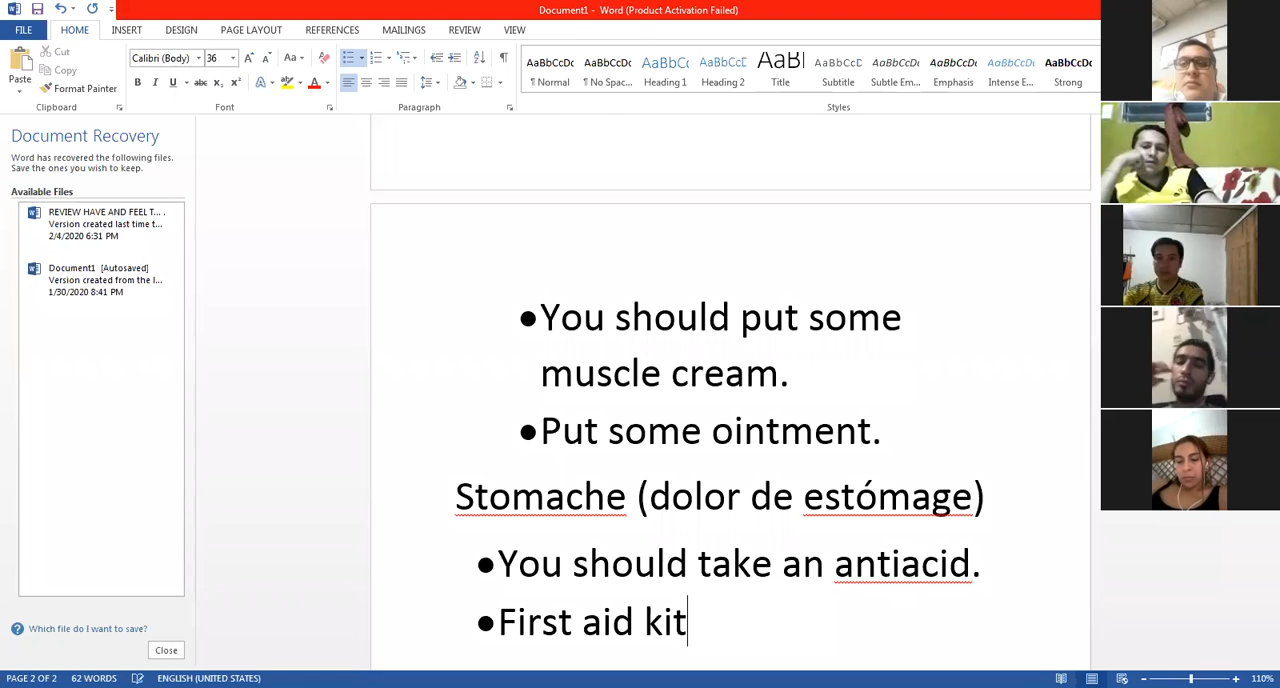 Document1 - Word (Product Activation Failed)
FILE HOME INSERT DESIGN PAGE LAYOUT REFERENCES MAILINGS REVIEW VIEW
Paste
Cut
Copy
Format Painter
Clipboard
Calibri (Body) 36
Aa
B I U abc x₂ x²
A
Font
Paragraph
AaBbCcDc AaBbCcDc AaBbCc AaBbCcD AaBl AaBbCcD AaBbCcDc AaBbCcDc AaBbCcDc AaBbCcDc
¶ Normal ¶ No Spac... Heading 1 Heading 2 Title Subtitle Subtle Em... Emphasis Intense E... Strong
Styles
Document Recovery
Word has recovered the following files.
Save the ones you wish to keep.
Available Files
REVIEW HAVE AND FEEL T...
Version created last time t...
2/4/2020 6:31 PM
Document1 [Autosaved]
Version created from the l...
1/30/2020 8:41 PM
Which file do I want to save?
Close
•You should put some
muscle cream.
•Put some ointment.
Stomache (dolor de estómage)
•You should take an antiacid.
•First aid kit
PAGE 2 OF 2 62 WORDS ENGLISH (UNITED STATES) 110%